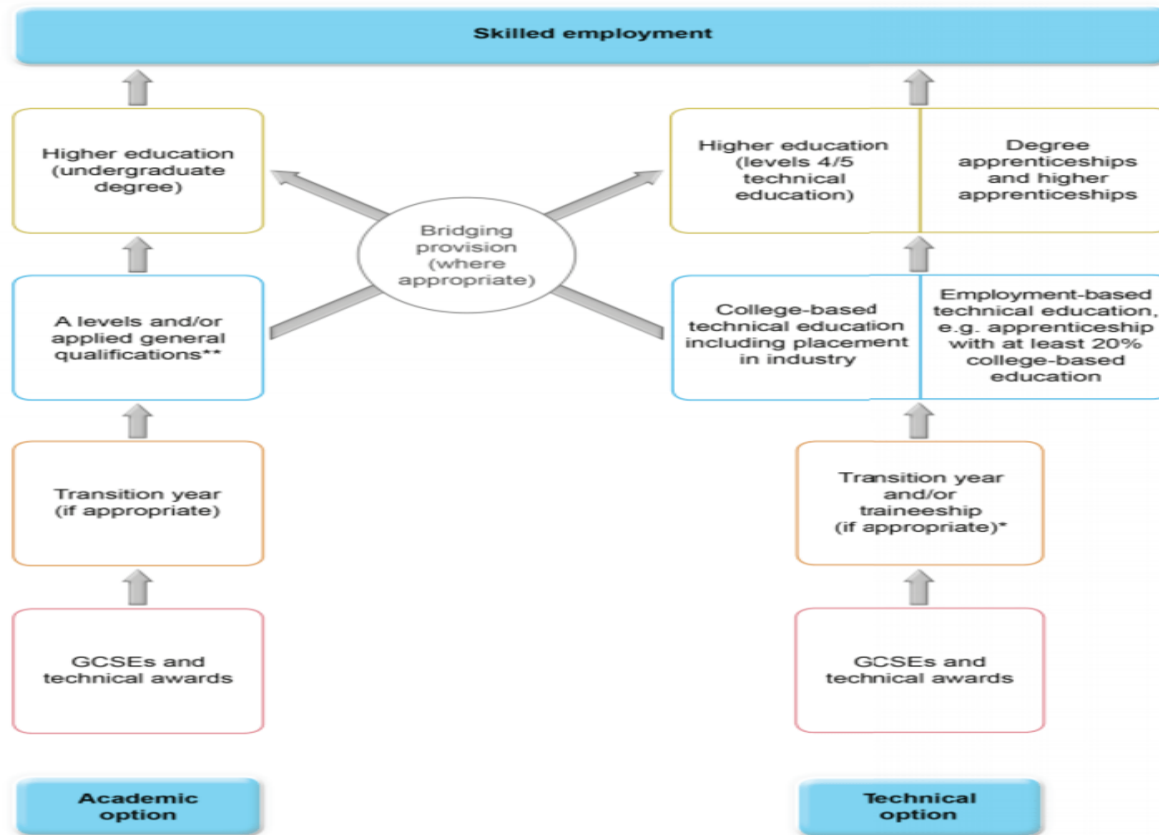 Skilled employment
Higher education
(undergraduate
degree)
Bridging
provision
(where
appropriate)
Higher education
(levels 4/5
technical
education)
Degree
apprenticeships
and higher
apprenticeships
A levels and/or
applied general
qualifications**
College-based
technical education
including placement
in industry
Employment-based
technical education,
e.g. apprenticeship
with at least 20%
college-based
education
Transition year
(if appropriate)
Transition year
and/or
traineeship
(if appropriate)*
GCSEs and
technical awards
GCSEs and
technical awards
Academic
option
Technical
option